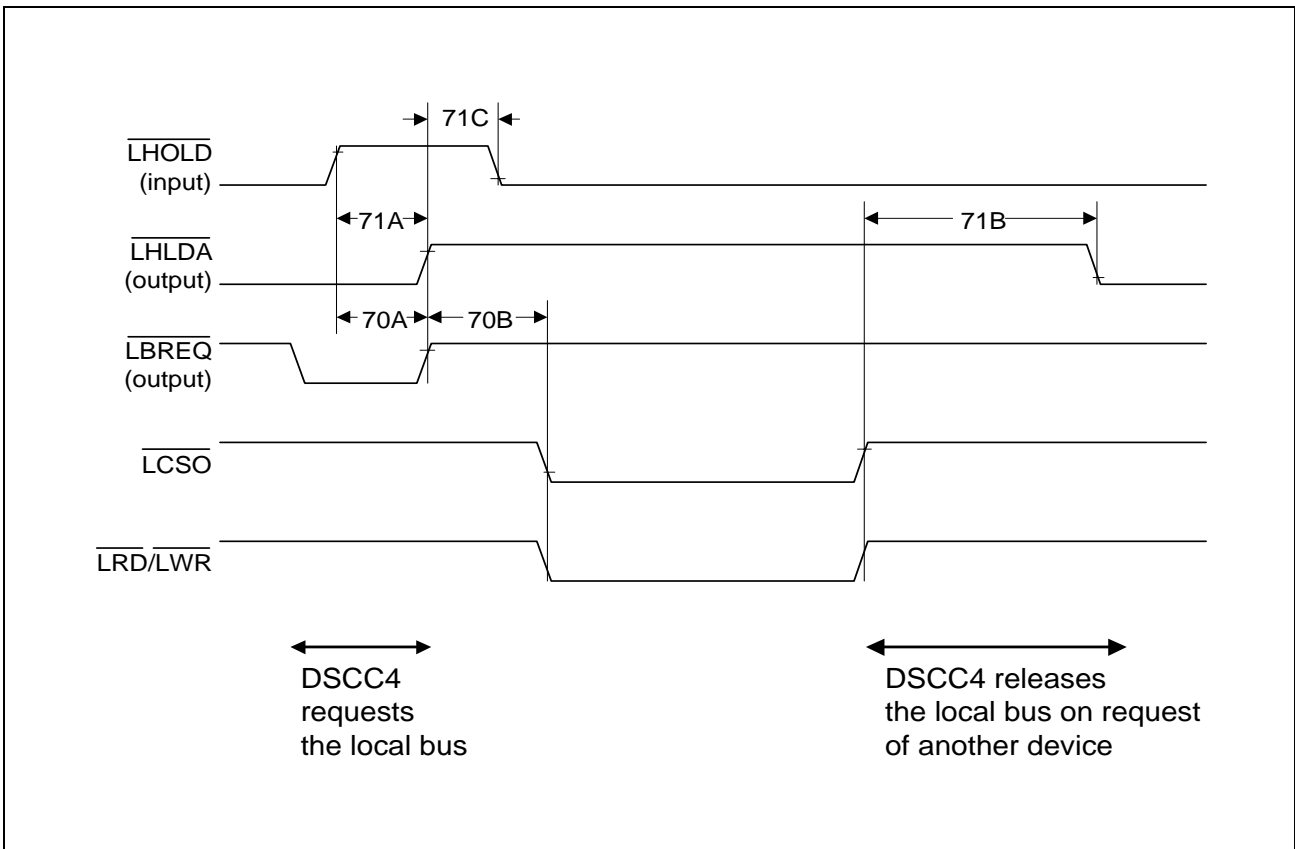 71C
LHOLD
(input)
71A
71B
LHLDA
(output)
70A
70B
LBREQ
(output)
LCSO
LRD/LWR
DSCC4
requests
the local bus
DSCC4 releases
the local bus on request
of another device